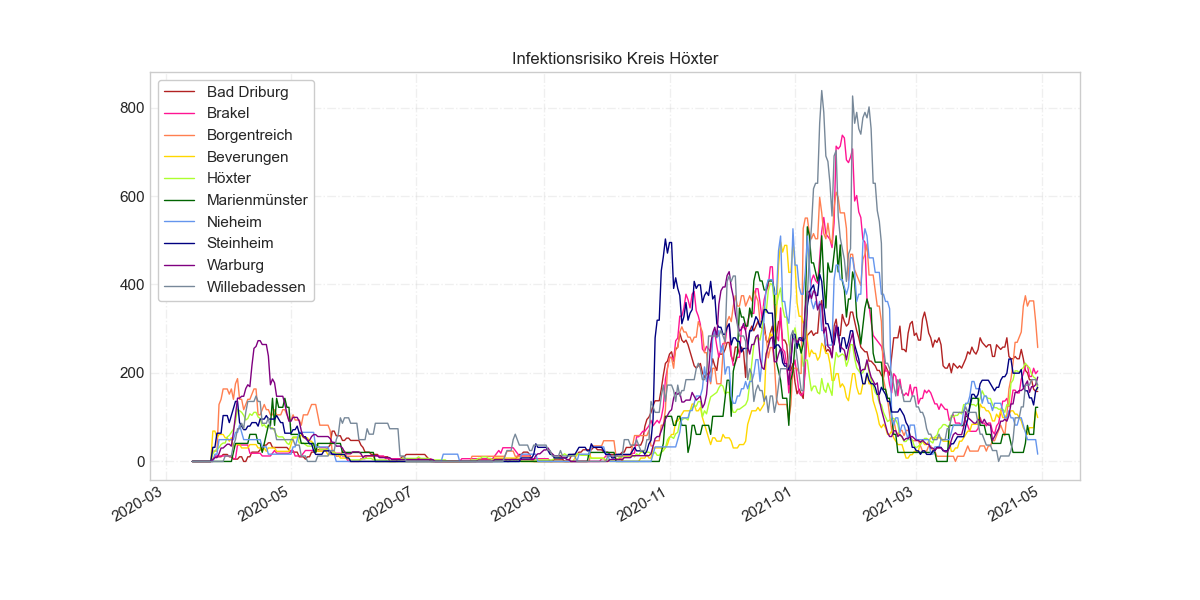 Infektionsrisiko Kreis Höxter
800
600
400
200
0
Bad Driburg
Brakel
Borgentreich
Beverungen
Höxter
Marienmünster
Nieheim
Steinheim
Warburg
Willebadessen
2020-03
2020-05
2020-07
2020-09
2020-11
2021-01
2021-03
2021-05